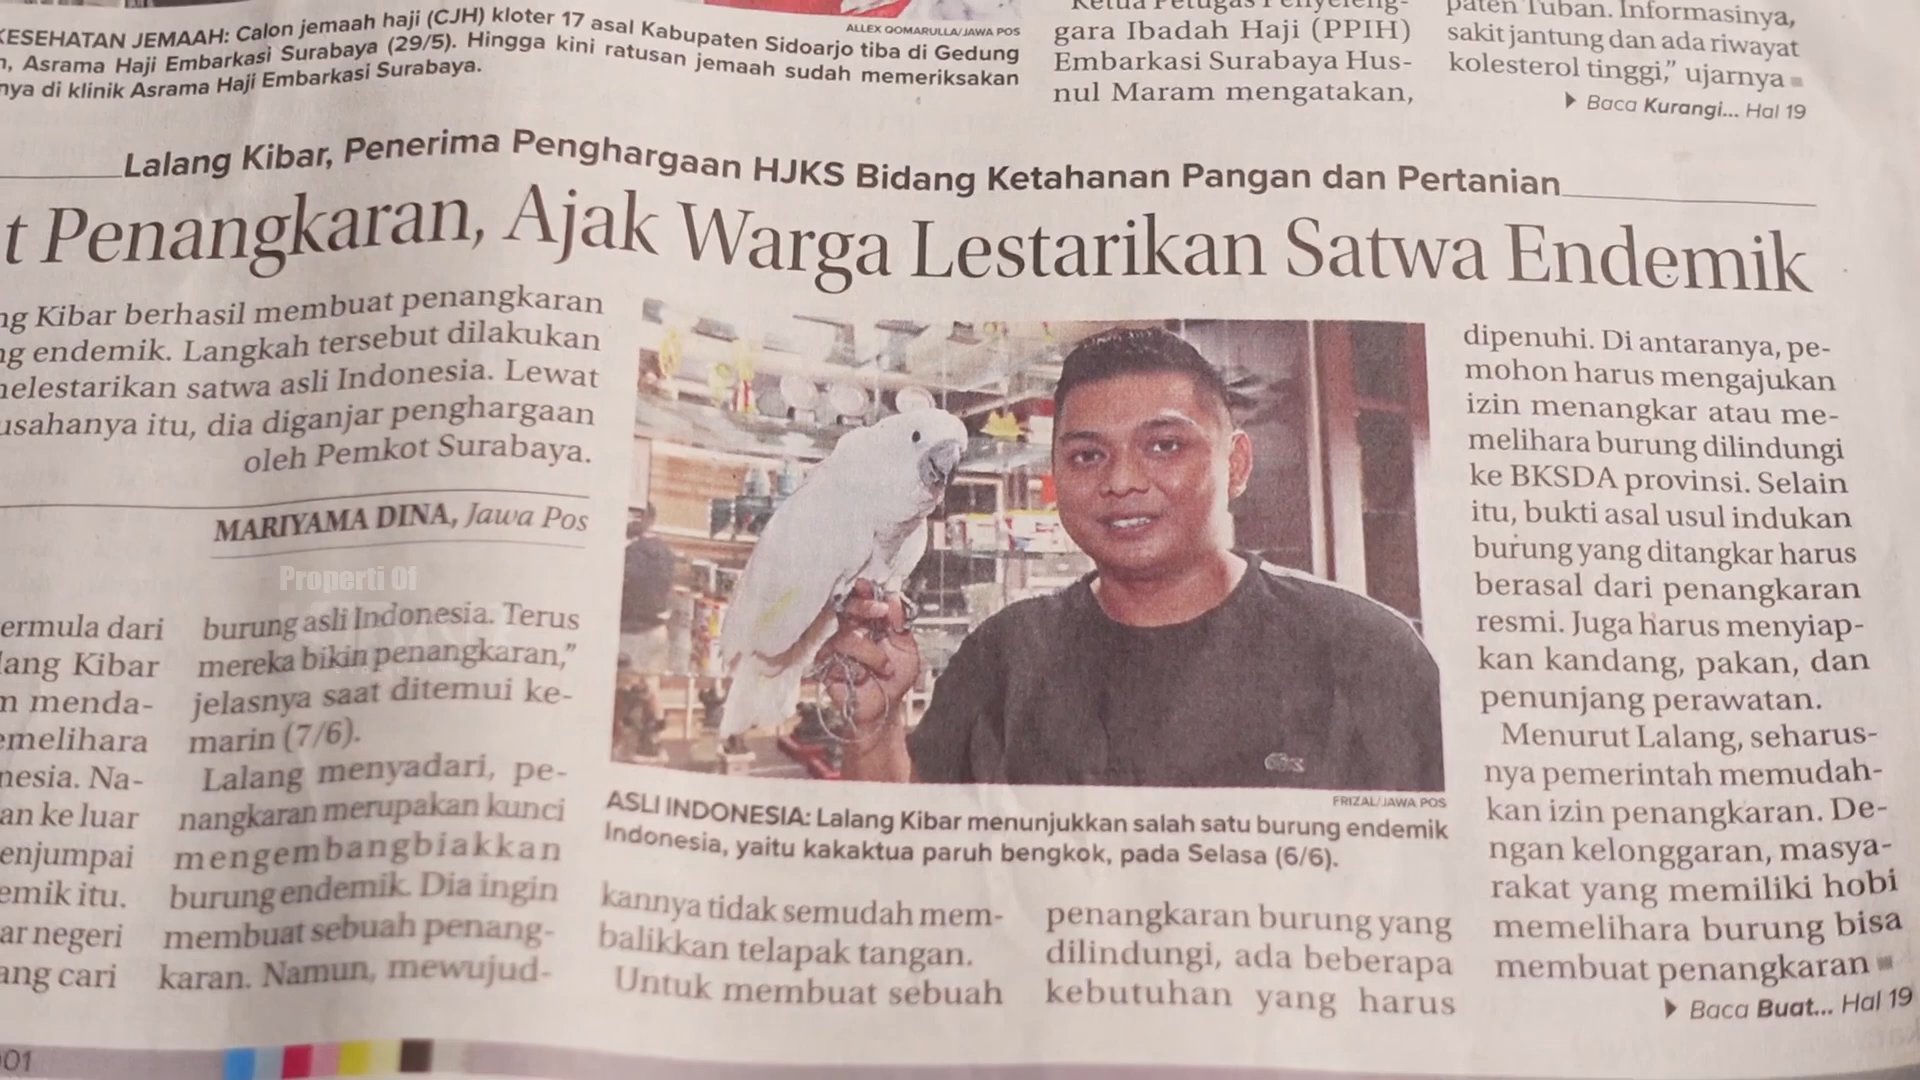 KESEHATAN JEMAAH: Calon jemaah haji (CJH) kloter 17 asal Kabupaten Sidoarjo tiba di Gedung
, Asrama Haji Embarkasi Surabaya (29/5). Hingga kini ratusan jemaah sudah memeriksakan
nya di klinik Asrama Haji Embarkasi Surabaya.
ALLEX QOMARULLA/JAWA POS
Ketua Petugas Penyeleng-
gara Ibadah Haji (PPIH)
Embarkasi Surabaya Hus-
nul Maram mengatakan,
paten Tuban. Informasinya,
sakit jantung dan ada riwayat
kolesterol tinggi,” ujarnya
Baca Kurangi... Hal 19
Lalang Kibar, Penerima Penghargaan HJKS Bidang Ketahanan Pangan dan Pertanian
t Penangkaran, Ajak Warga Lestarikan Satwa Endemik
ng Kibar berhasil membuat penangkaran
ng endemik. Langkah tersebut dilakukan
melestarikan satwa asli Indonesia. Lewat
usahanya itu, dia diganjar penghargaan
oleh Pemkot Surabaya.
MARIYAMA DINA, Jawa Pos
Properti Of
ermula dari
lang Kibar
n menda-
emelihara
nesia. Na-
an ke luar
enjumpai
emik itu.
ar negeri
ang cari
burung asli Indonesia. Terus
mereka bikin penangkaran,”
jelasnya saat ditemui ke-
marin (7/6).
Lalang menyadari, pe-
nangkaran merupakan kunci
mengembangbiakkan
burung endemik. Dia ingin
membuat sebuah penang-
karan. Namun, mewujud-
FRIZAL/JAWA POS
ASLI INDONESIA: Lalang Kibar menunjukkan salah satu burung endemik
Indonesia, yaitu kakaktua paruh bengkok, pada Selasa (6/6).
kannya tidak semudah mem-
balikkan telapak tangan.
Untuk membuat sebuah
penangkaran burung yang
dilindungi, ada beberapa
kebutuhan yang harus
dipenuhi. Di antaranya, pe-
mohon harus mengajukan
izin menangkar atau me-
melihara burung dilindungi
ke BKSDA provinsi. Selain
itu, bukti asal usul indukan
burung yang ditangkar harus
berasal dari penangkaran
resmi. Juga harus menyiap-
kan kandang, pakan, dan
penunjang perawatan.
Menurut Lalang, seharus-
nya pemerintah memudah-
kan izin penangkaran. De-
ngan kelonggaran, masya-
rakat yang memiliki hobi
memelihara burung bisa
membuat penangkaran
Baca Buat... Hal 19